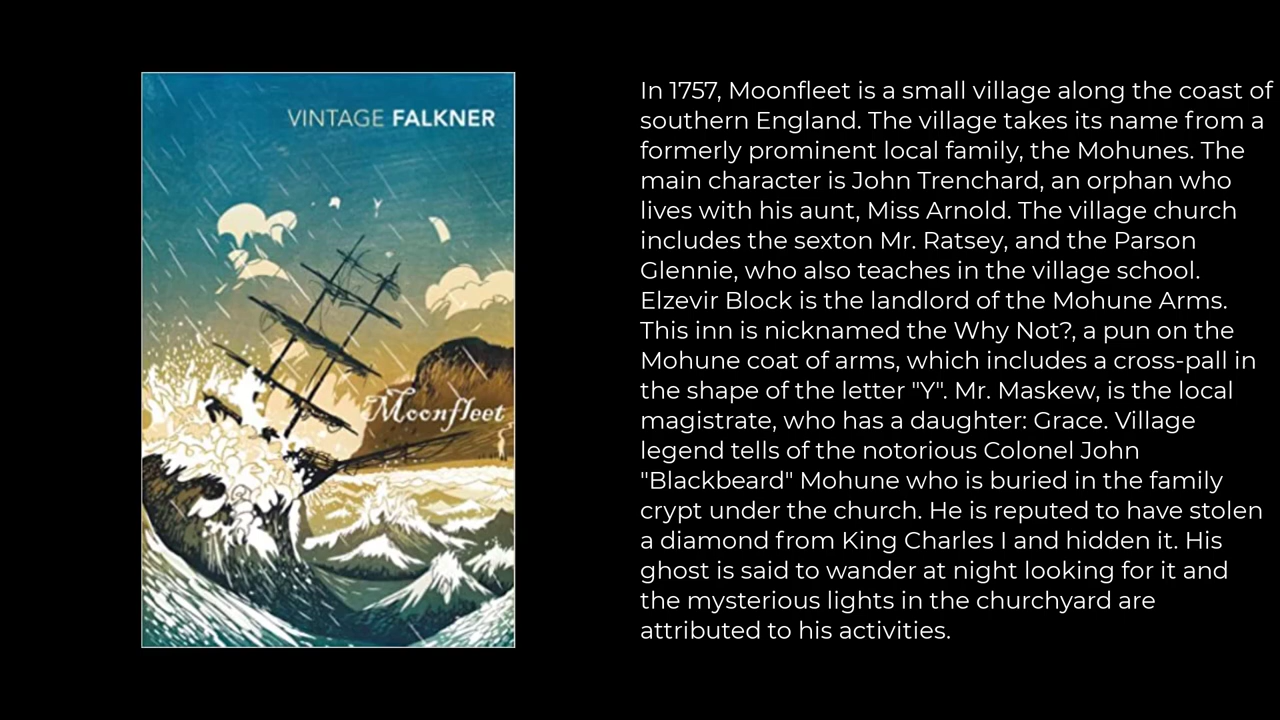 VINTAGE FALKNER
Moonfleet
In 1757, Moonfleet is a small village along the coast of
southern England. The village takes its name from a
formerly prominent local family, the Mohunes. The
main character is John Trenchard, an orphan who
lives with his aunt, Miss Arnold. The village church
includes the sexton Mr. Ratsey, and the Parson
Glennie, who also teaches in the village school.
Elzevir Block is the landlord of the Mohune Arms.
This inn is nicknamed the Why Not?, a pun on the
Mohune coat of arms, which includes a cross-pall in
the shape of the letter "Y". Mr. Maskew, is the local
magistrate, who has a daughter: Grace. Village
legend tells of the notorious Colonel John
"Blackbeard" Mohune who is buried in the family
crypt under the church. He is reputed to have stolen
a diamond from King Charles I and hidden it. His
ghost is said to wander at night looking for it and
the mysterious lights in the churchyard are
attributed to his activities.